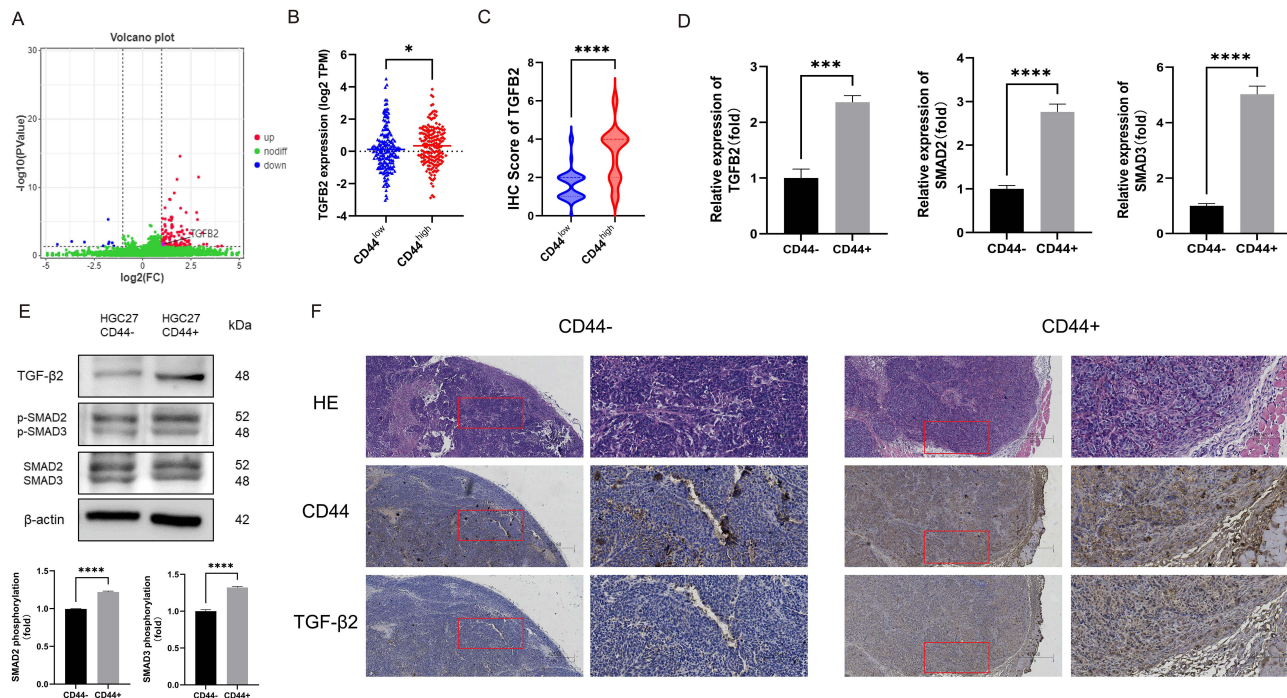 A
Volcano plot
30
20
10
0
-log10(PValue)
-5
-2.5
0
2.5
5
log2(FC)
TGFB2
up
nodiff
down
B
*
TGFB2 expression (log2 TPM)
6
4
2
0
-2
-4
CD44low
CD44high
C
****
IHC Score of TGFB2
8
6
4
2
0
CD44low
CD44high
D
***
Relative expression of
TGFB2(fold)
3
2
1
0
CD44-
CD44+
****
Relative expression of
SMAD2(fold)
4
3
2
1
0
CD44-
CD44+
****
Relative expression of
SMAD3(fold)
6
4
2
0
CD44-
CD44+
E
HGC27
CD44-
HGC27
CD44+
kDa
TGF-β2
48
p-SMAD2
52
p-SMAD3
48
SMAD2
52
SMAD3
48
β-actin
42
****
SMAD2 phosphorylation
(fold)
1.5
1.0
0.5
0.0
CD44-
CD44+
****
SMAD3 phosphorylation
(fold)
1.5
1.0
0.5
0.0
CD44-
CD44+
F
CD44-
CD44+
HE
CD44
TGF-β2